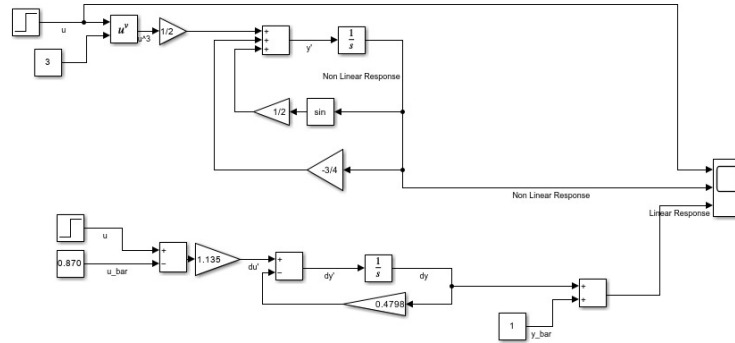 u
u^v
u^3
1/2
3
+
+
+
y'
1
s
Non Linear Response
1/2
sin
-3/4
Non Linear Response
Linear Response
u
0.870
u_bar
+
−
1.135
du'
+
−
dy'
1
s
dy
0.4798
1
y_bar
+
+